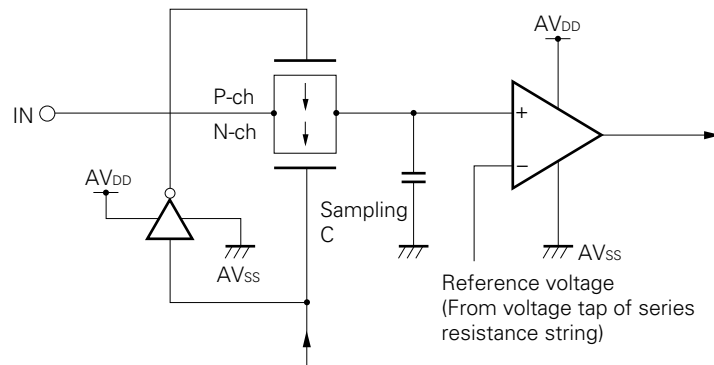 AVDD
P-ch
IN
N-ch
+
−
AVDD
Sampling
C
AVSS
AVSS
Reference voltage
(From voltage tap of series
resistance string)